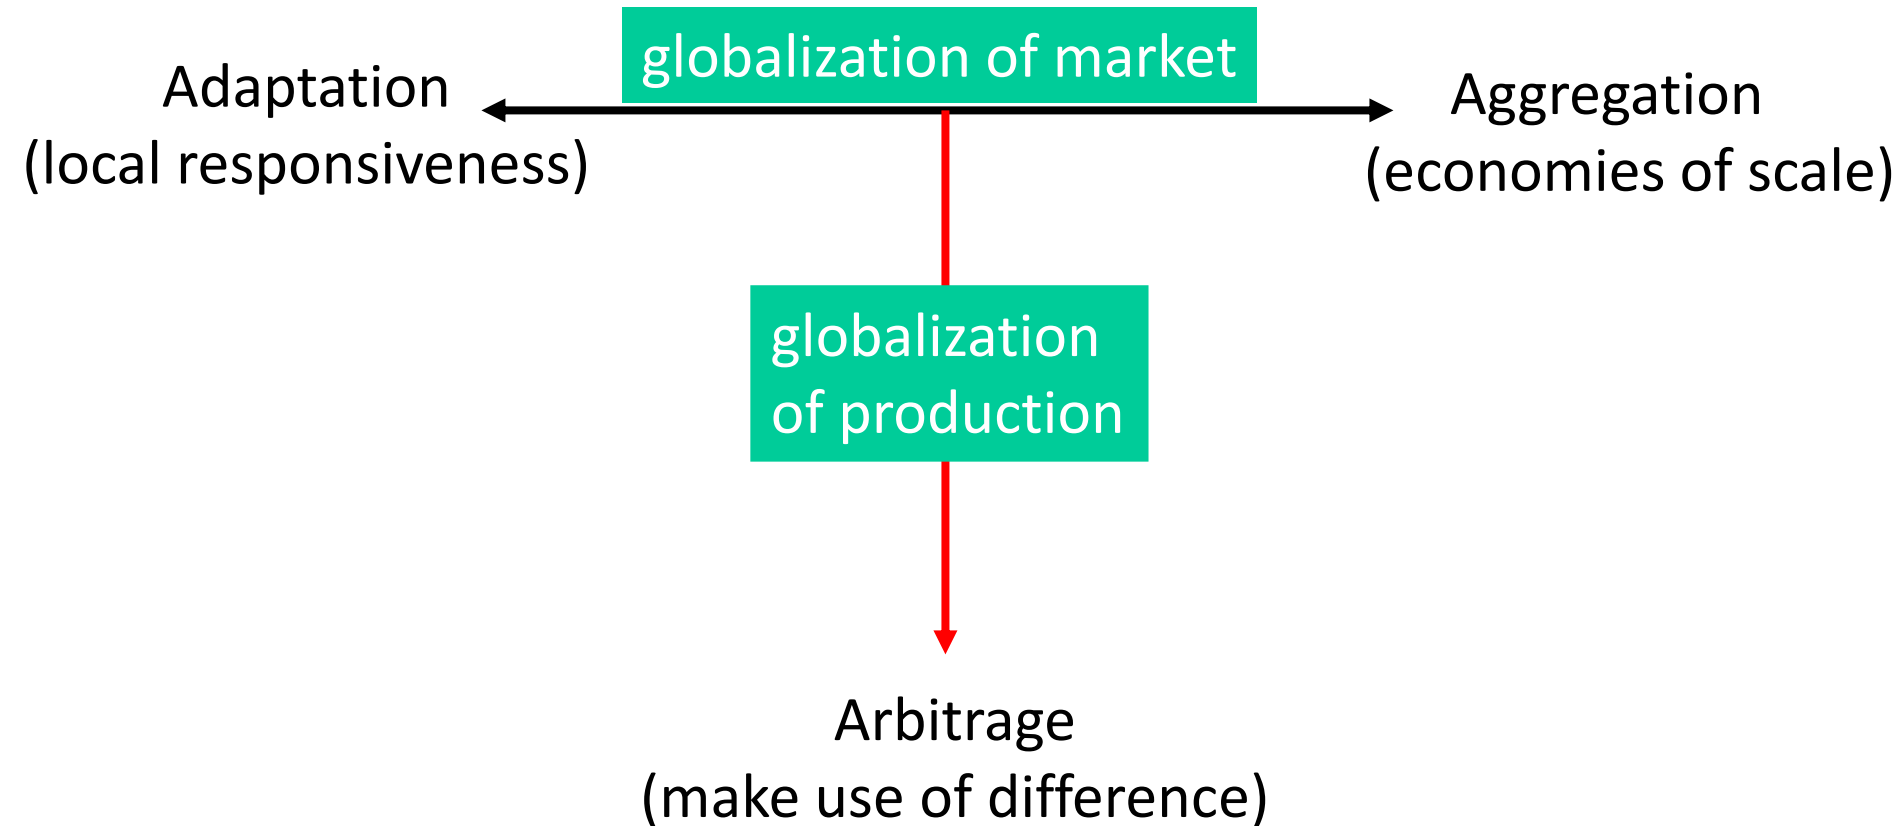 globalization of market
Adaptation
(local responsiveness)
Aggregation
(economies of scale)
globalization
of production
Arbitrage
(make use of difference)